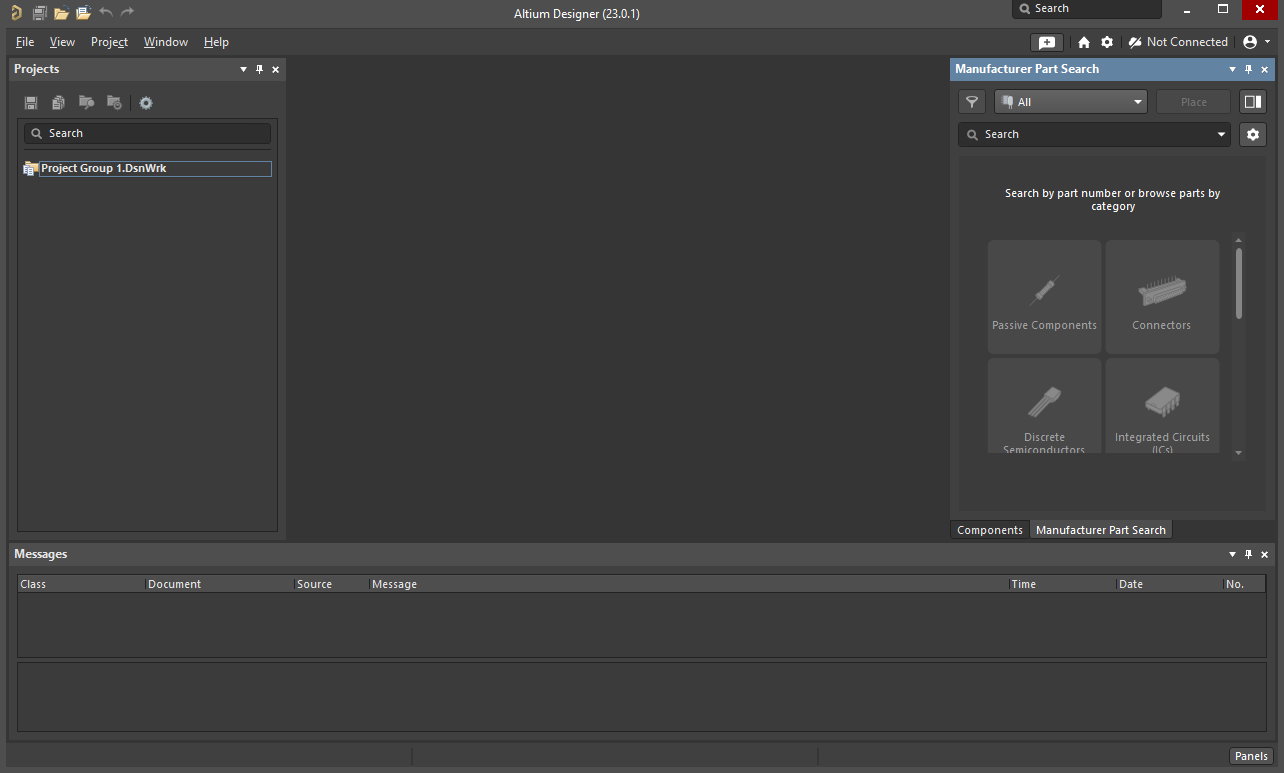 Altium Designer (23.0.1)
Search
File View Project Window Help
Not Connected
Projects
Search
Project Group 1.DsnWrk
Manufacturer Part Search
All
Place
Search
Search by part number or browse parts by
category
Passive Components
Connectors
Discrete
Semiconductors
Integrated Circuits
(ICs)
Components
Manufacturer Part Search
Messages
Class Document Source Message Time Date No.
Panels